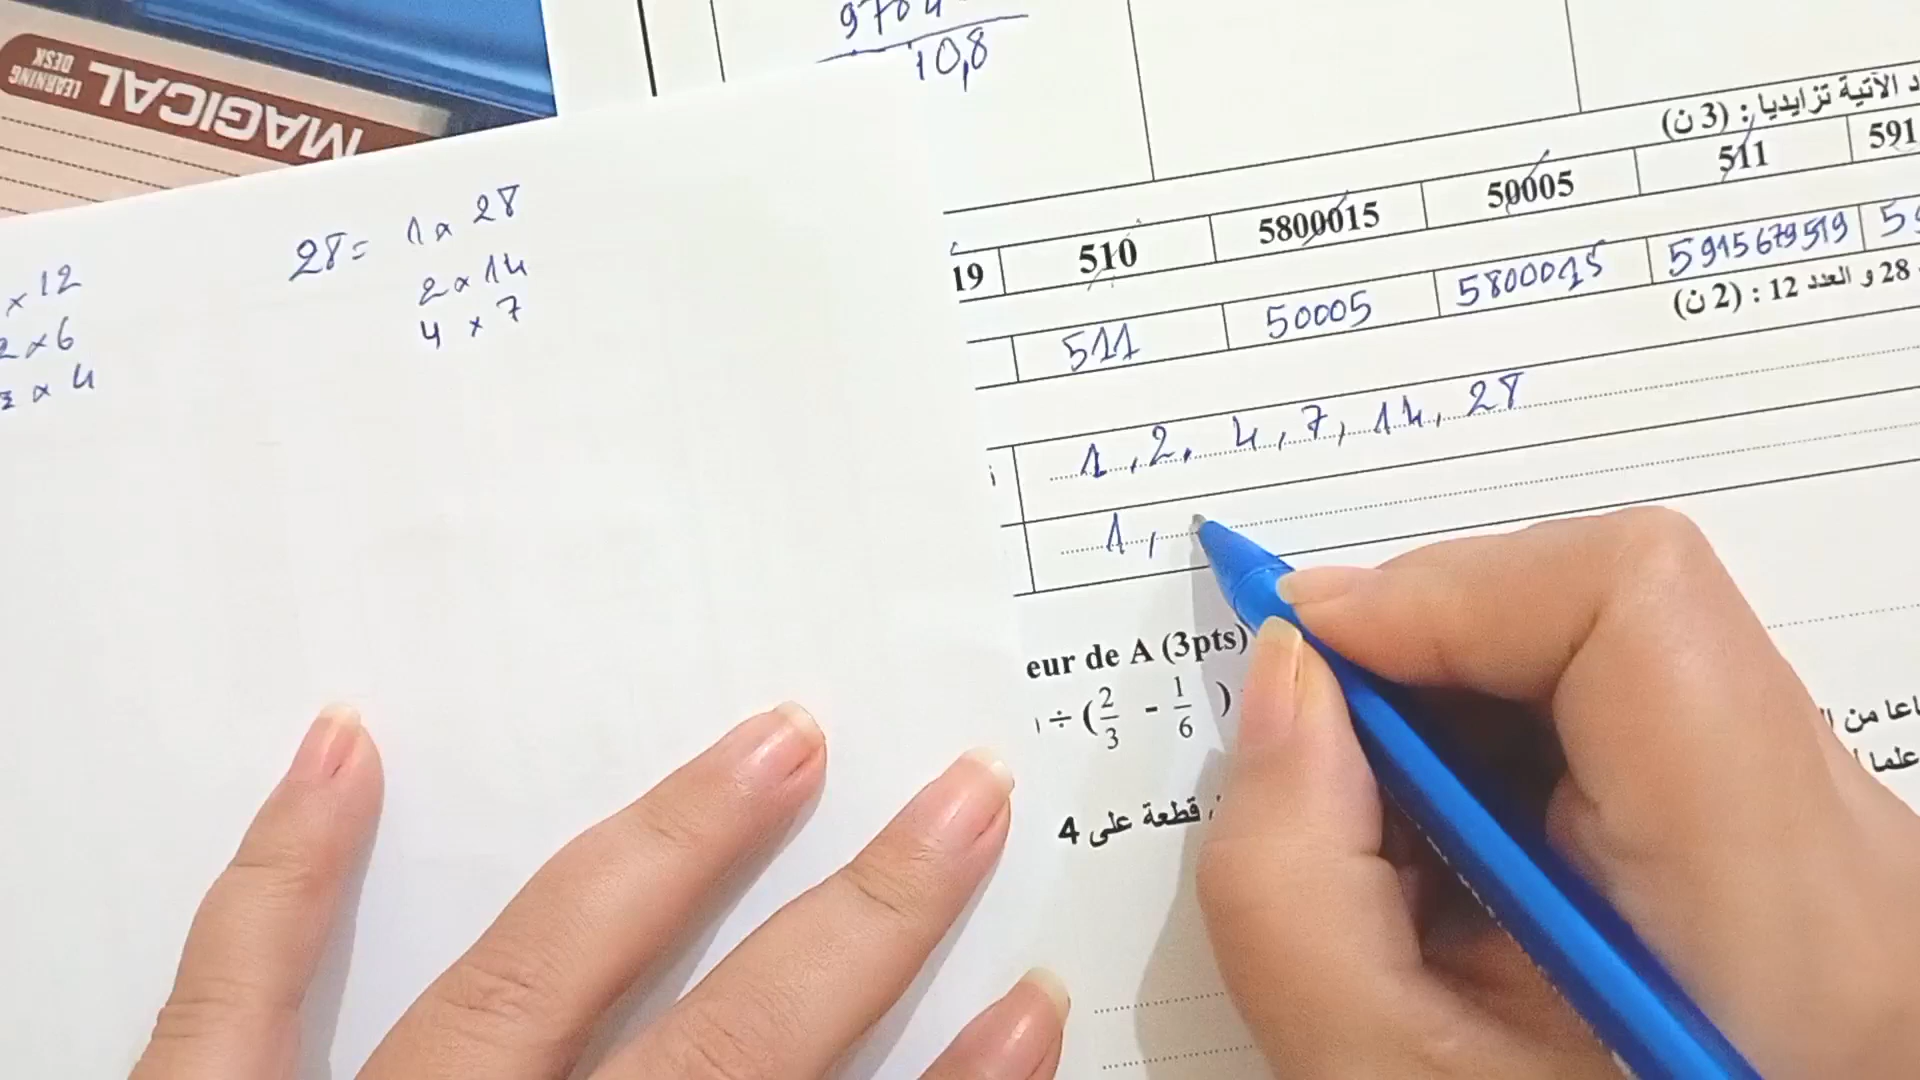 MAGICAL
LEARNING
DESK
10,8
× 12
2 × 6
3 × 4
28 = 1 × 28
2 × 14
4 × 7
د الآتية تزايديا : (3 ن)
19 510 5800015 50005 511 591
511 50005 5800015 5915679519
28 و العدد 12 : (2 ن)
1 , 2 , 4 , 7 , 14 , 28
1 ,
eur de A (3pts)
÷ ( 2/3 - 1/6 )
قطعة على 4